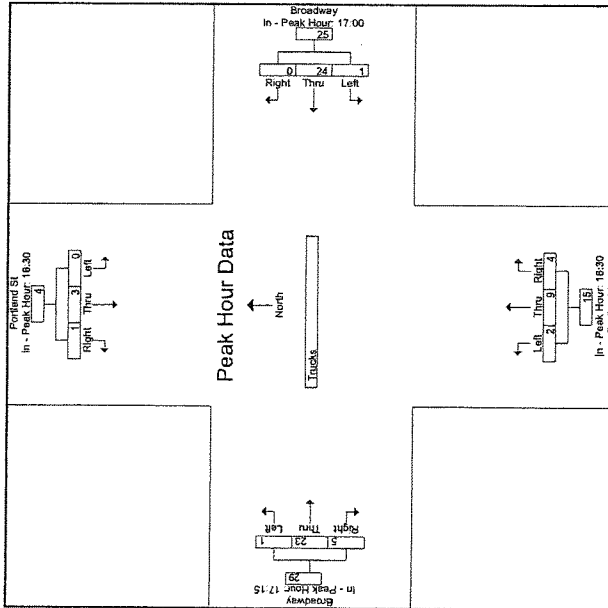 Broadway
In - Peak Hour: 17:00
25
0 24 1
Right Thru Left
Portland St
In - Peak Hour: 18:30
4
1 3 0
Right Thru Left
Peak Hour Data
North
Trucks
Left Thru Right
2 9 4
15
In - Peak Hour: 18:30
Left
Thru
Right
1
23
5
29
In - Peak Hour: 17:15
Broadway